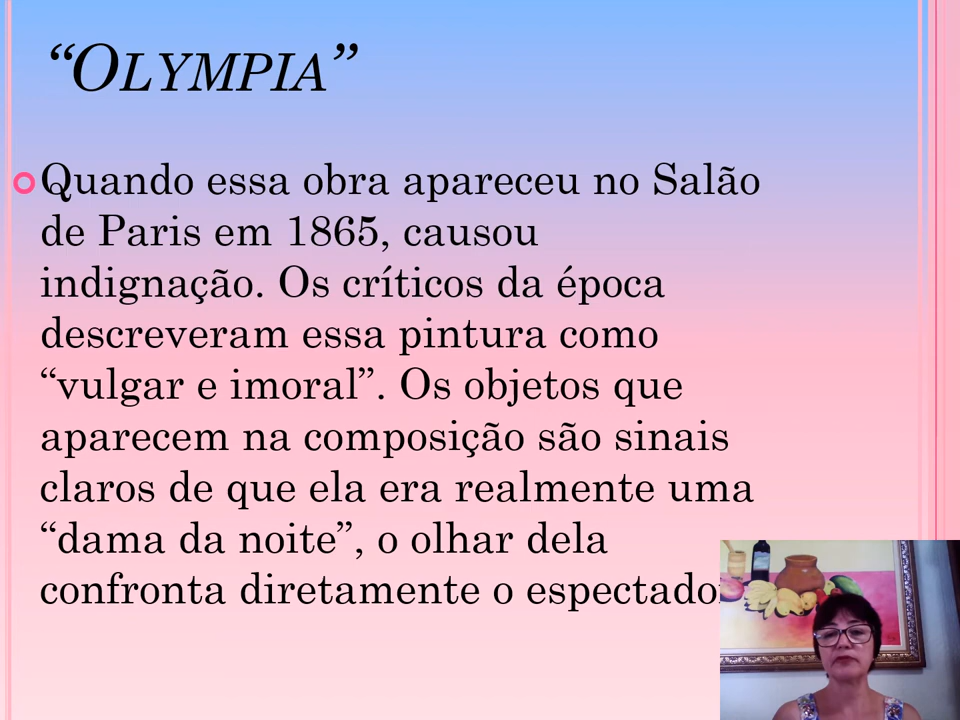 “OLYMPIA”
Quando essa obra apareceu no Salão
de Paris em 1865, causou
indignação. Os críticos da época
descreveram essa pintura como
“vulgar e imoral”. Os objetos que
aparecem na composição são sinais
claros de que ela era realmente uma
“dama da noite”, o olhar dela
confronta diretamente o espectador